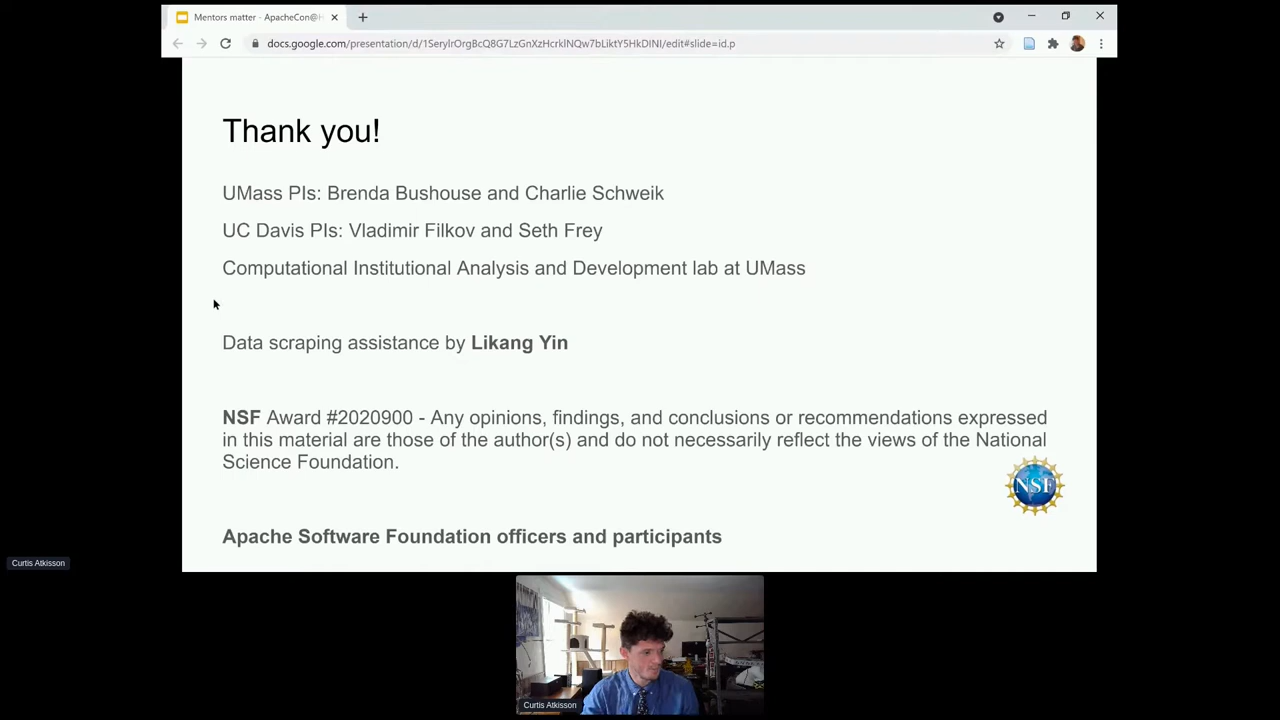 Mentors matter - ApacheCon@H
docs.google.com/presentation/d/1SerylrOrgBcQ8G7LzGnXzHcrklNQw7bLiktY5HkDINI/edit#slide=id.p
Thank you!
UMass PIs: Brenda Bushouse and Charlie Schweik
UC Davis PIs: Vladimir Filkov and Seth Frey
Computational Institutional Analysis and Development lab at UMass
Data scraping assistance by Likang Yin
NSF Award #2020900 - Any opinions, findings, and conclusions or recommendations expressed
in this material are those of the author(s) and do not necessarily reflect the views of the National
Science Foundation.
NSF
Apache Software Foundation officers and participants
Curtis Atkisson
Curtis Atkisson